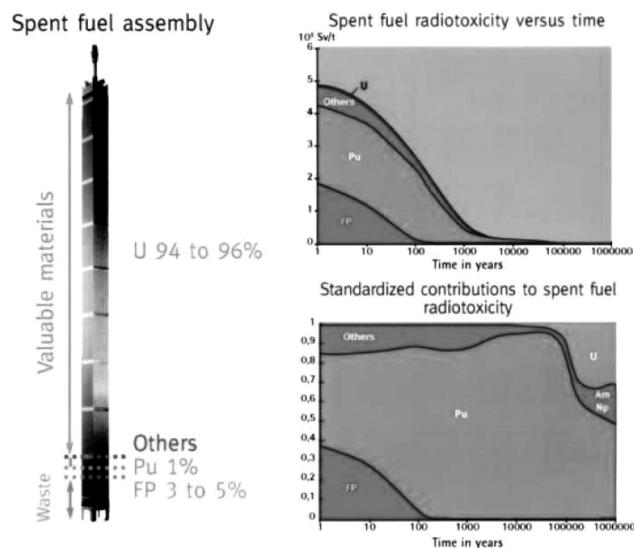 Spent fuel assembly
Valuable materials
Waste
U 94 to 96%
Others
Pu 1%
FP 3 to 5%
Spent fuel radiotoxicity versus time
Sv/t
6
5
4
3
2
1
0
U
Others
Pu
FP
1 10 100 1000 10000 100000 1000000
Time in years
Standardized contributions to spent fuel
radiotoxicity
1
0,9
0,8
0,7
0,6
0,5
0,4
0,3
0,2
0,1
0
Others
U
Am
Np
Pu
FP
1 10 100 1000 10000 100000 1000000
Time in years